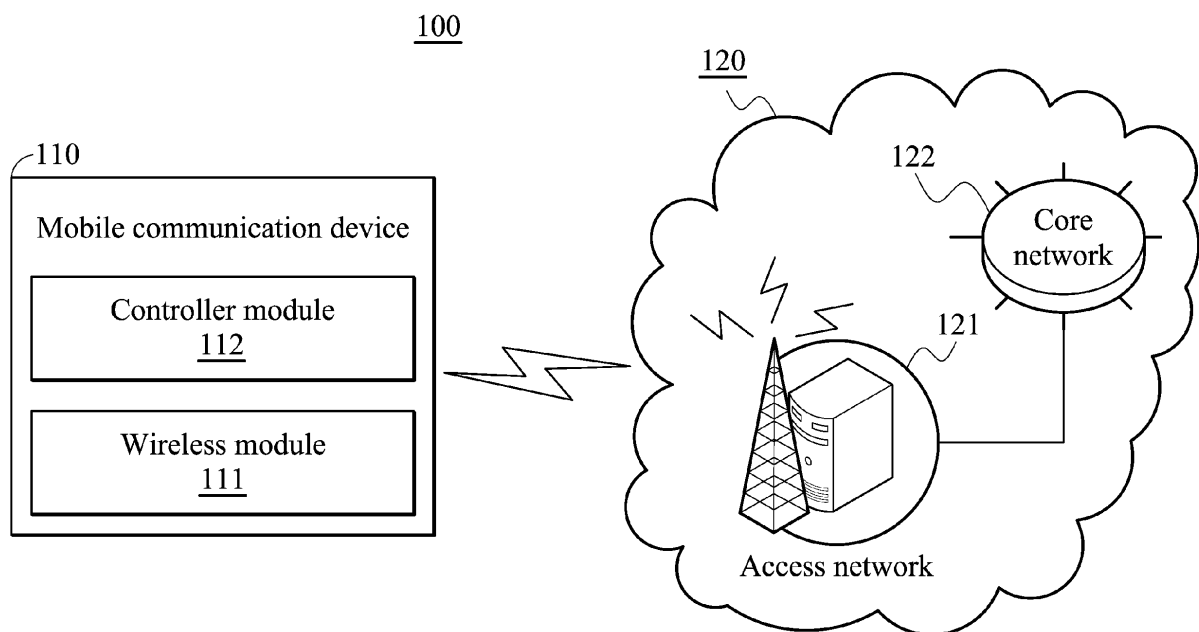 100
120
110
122
Mobile communication device
Core
network
Controller module
112
121
Wireless module
111
Access network